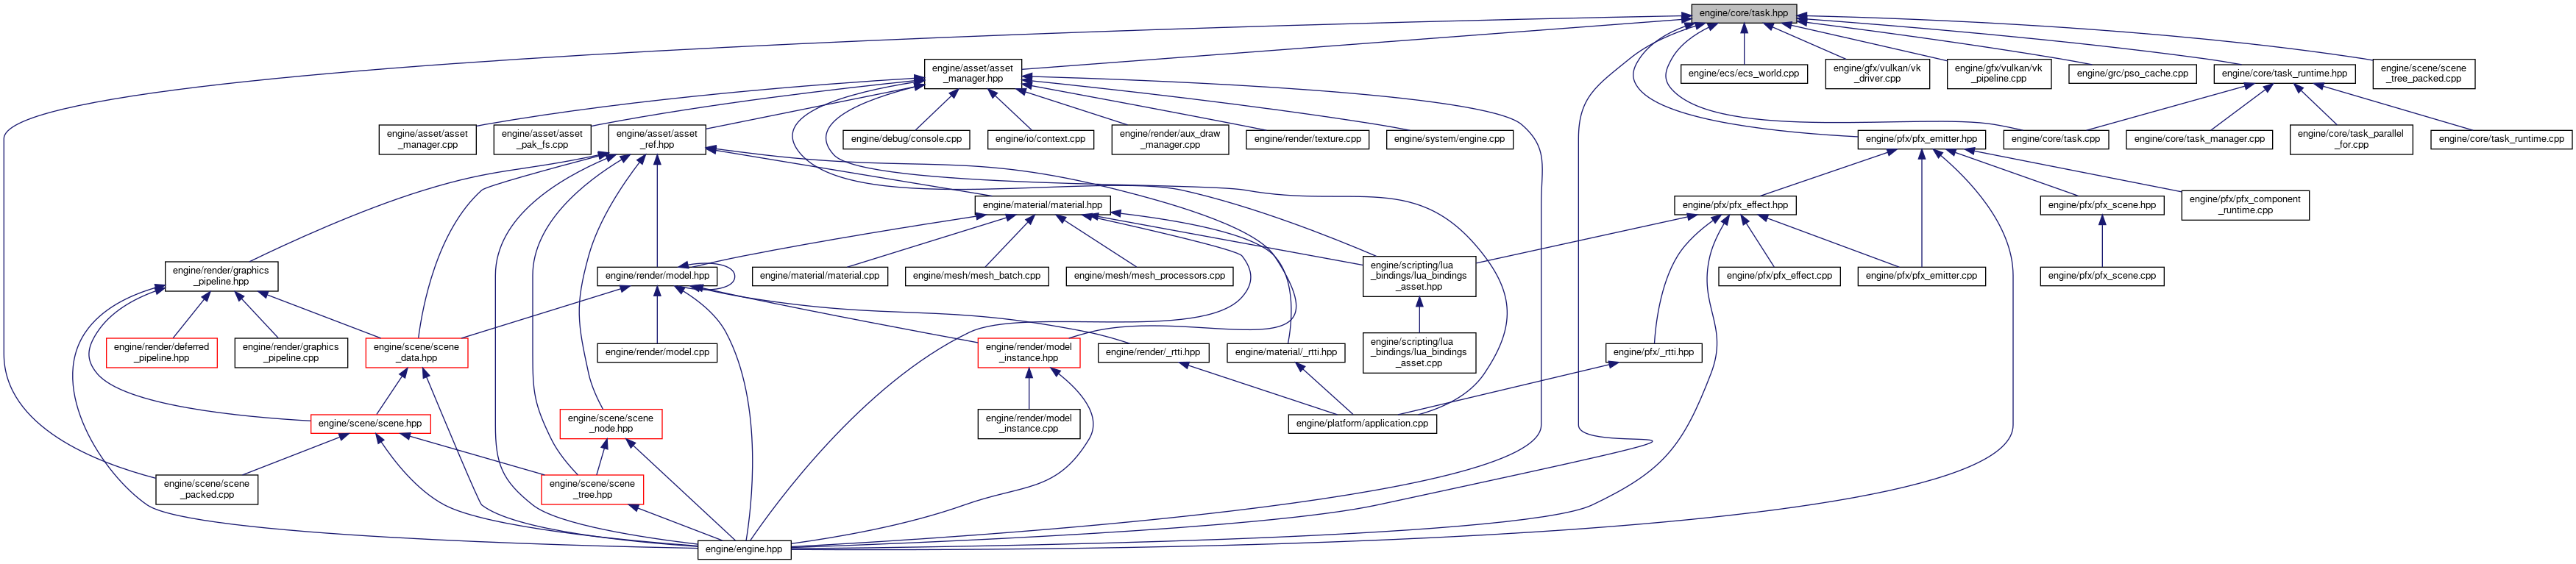 engine/core/task.hpp
engine/asset/asset
_manager.hpp
engine/ecs/ecs_world.cpp
engine/gfx/vulkan/vk
_driver.cpp
engine/gfx/vulkan/vk
_pipeline.cpp
engine/grc/pso_cache.cpp
engine/core/task_runtime.hpp
engine/scene/scene
_tree_packed.cpp
engine/asset/asset
_manager.cpp
engine/asset/asset
_pak_fs.cpp
engine/asset/asset
_ref.hpp
engine/debug/console.cpp
engine/io/context.cpp
engine/render/aux_draw
_manager.cpp
engine/render/texture.cpp
engine/system/engine.cpp
engine/pfx/pfx_emitter.hpp
engine/core/task.cpp
engine/core/task_manager.cpp
engine/core/task_parallel
_for.cpp
engine/core/task_runtime.cpp
engine/material/material.hpp
engine/pfx/pfx_effect.hpp
engine/pfx/pfx_scene.hpp
engine/pfx/pfx_component
_runtime.cpp
engine/render/graphics
_pipeline.hpp
engine/render/model.hpp
engine/material/material.cpp
engine/mesh/mesh_batch.cpp
engine/mesh/mesh_processors.cpp
engine/scripting/lua
_bindings/lua_bindings
_asset.hpp
engine/pfx/pfx_effect.cpp
engine/pfx/pfx_emitter.cpp
engine/pfx/pfx_scene.cpp
engine/render/deferred
_pipeline.hpp
engine/render/graphics
_pipeline.cpp
engine/scene/scene
_data.hpp
engine/render/model.cpp
engine/render/model
_instance.hpp
engine/render/_rtti.hpp
engine/material/_rtti.hpp
engine/scripting/lua
_bindings/lua_bindings
_asset.cpp
engine/pfx/_rtti.hpp
engine/scene/scene.hpp
engine/scene/scene
_node.hpp
engine/render/model
_instance.cpp
engine/platform/application.cpp
engine/scene/scene
_packed.cpp
engine/scene/scene
_tree.hpp
engine/engine.hpp